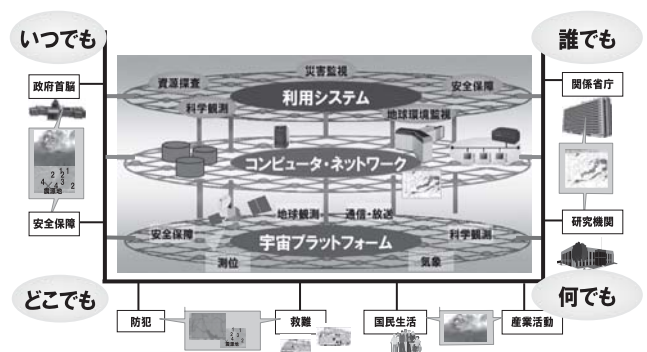 いつでも
誰でも
政府首脳
安全保障
災害監視
資源探査
安全保障
科学観測
利用システム
地球環境監視
コンピュータ・ネットワーク
地球観測
通信・放送
安全保障
宇宙プラットフォーム
科学観測
測位
気象
関係省庁
研究機関
どこでも
何でも
防犯
救難
国民生活
産業活動